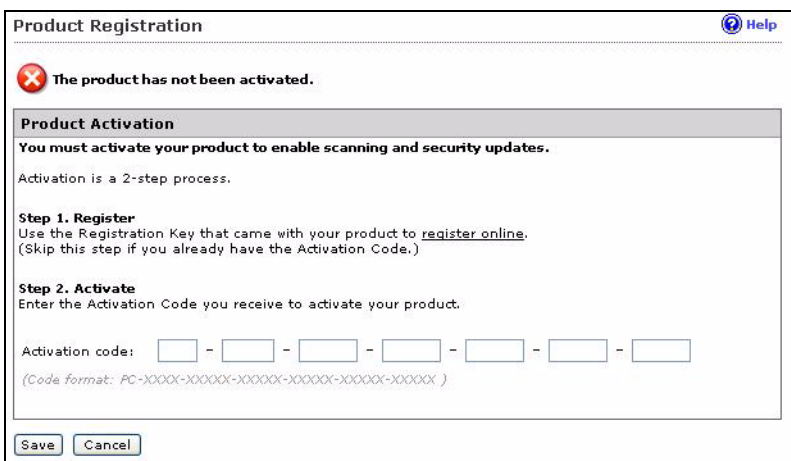 Product Registration
Help
The product has not been activated.
Product Activation
You must activate your product to enable scanning and security updates.
Activation is a 2-step process.
Step 1. Register
Use the Registration Key that came with your product to register online.
(Skip this step if you already have the Activation Code.)
Step 2. Activate
Enter the Activation Code you receive to activate your product.
Activation code: - - - - - -
(Code format: PC-XXXX-XXXXX-XXXXX-XXXXX-XXXXX-XXXXX )
Save Cancel